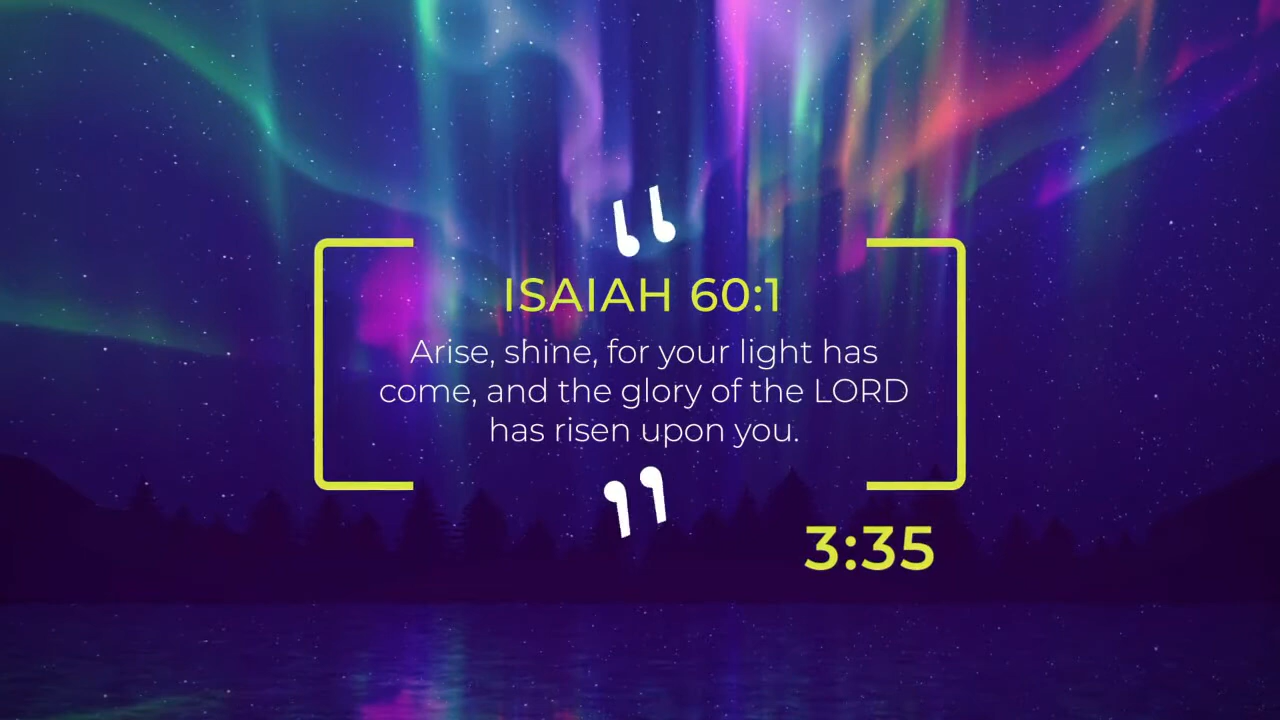 “
ISAIAH 60:1
Arise, shine, for your light has
come, and the glory of the LORD
has risen upon you.
”
3:35